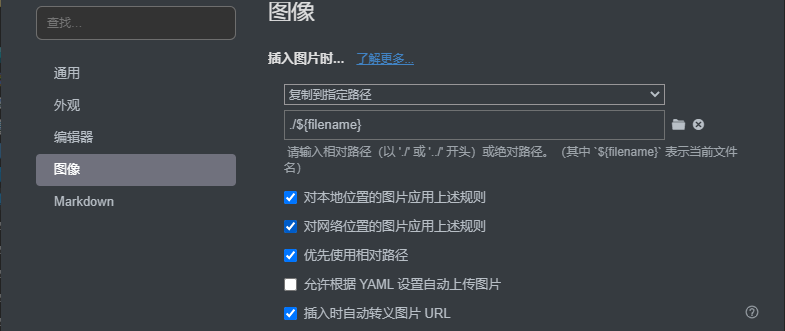 图像
查找...
插入图片时... 了解更多...
通用
复制到指定路径
外观
./${filename}
编辑器
请输入相对路径（以 './' 或 '../' 开头）或绝对路径。（其中 `${filename}` 表示当前文件
名）
图像
对本地位置的图片应用上述规则
Markdown
对网络位置的图片应用上述规则
优先使用相对路径
允许根据 YAML 设置自动上传图片
插入时自动转义图片 URL